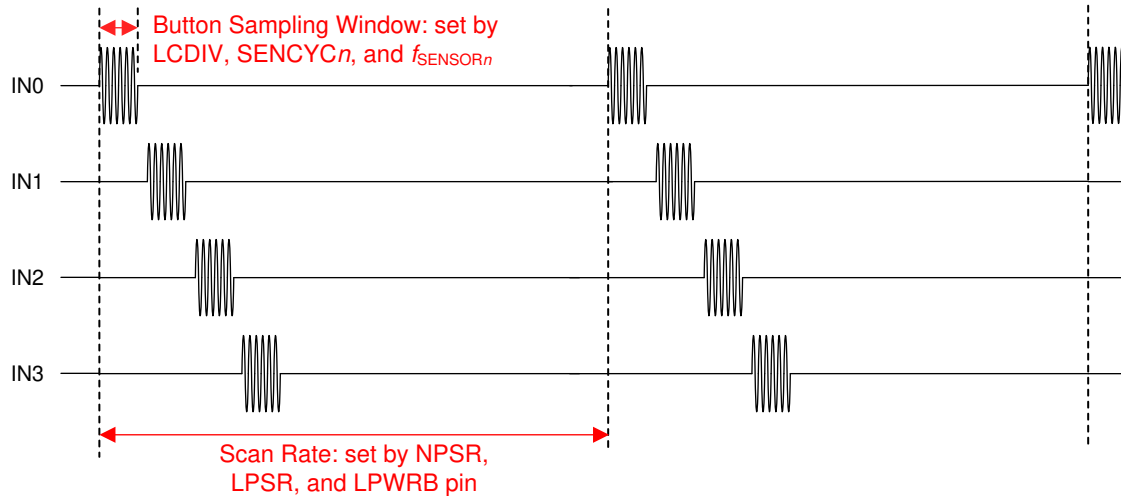 Button Sampling Window: set by
LCDIV, SENCYCn, and fSENSORn
IN0
IN1
IN2
IN3
Scan Rate: set by NPSR,
LPSR, and LPWRB pin